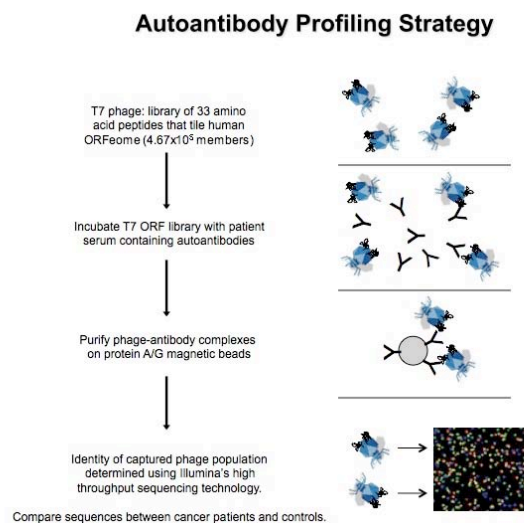 Autoantibody Profiling Strategy
T7 phage: library of 33 amino
acid peptides that tile human
ORFeome (4.67x10⁵ members)
Incubate T7 ORF library with patient
serum containing autoantibodies
Purify phage-antibody complexes
on protein A/G magnetic beads
Identity of captured phage population
determined using Illumina's high
throughput sequencing technology.
Compare sequences between cancer patients and controls.